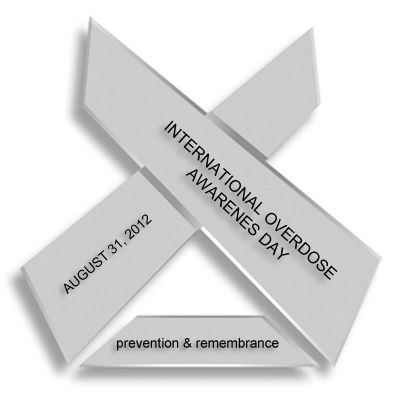 INTERNATIONAL OVERDOSE
AWARENES DAY
AUGUST 31, 2012
prevention & remembrance